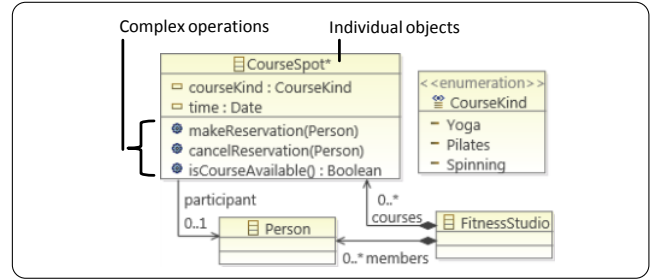 Complex operations
Individual objects
CourseSpot*
courseKind : CourseKind
time : Date
makeReservation(Person)
cancelReservation(Person)
isCourseAvailable() : Boolean
<<enumeration>>
CourseKind
Yoga
Pilates
Spinning
participant
0..1
Person
0..*
courses
FitnessStudio
0..* members